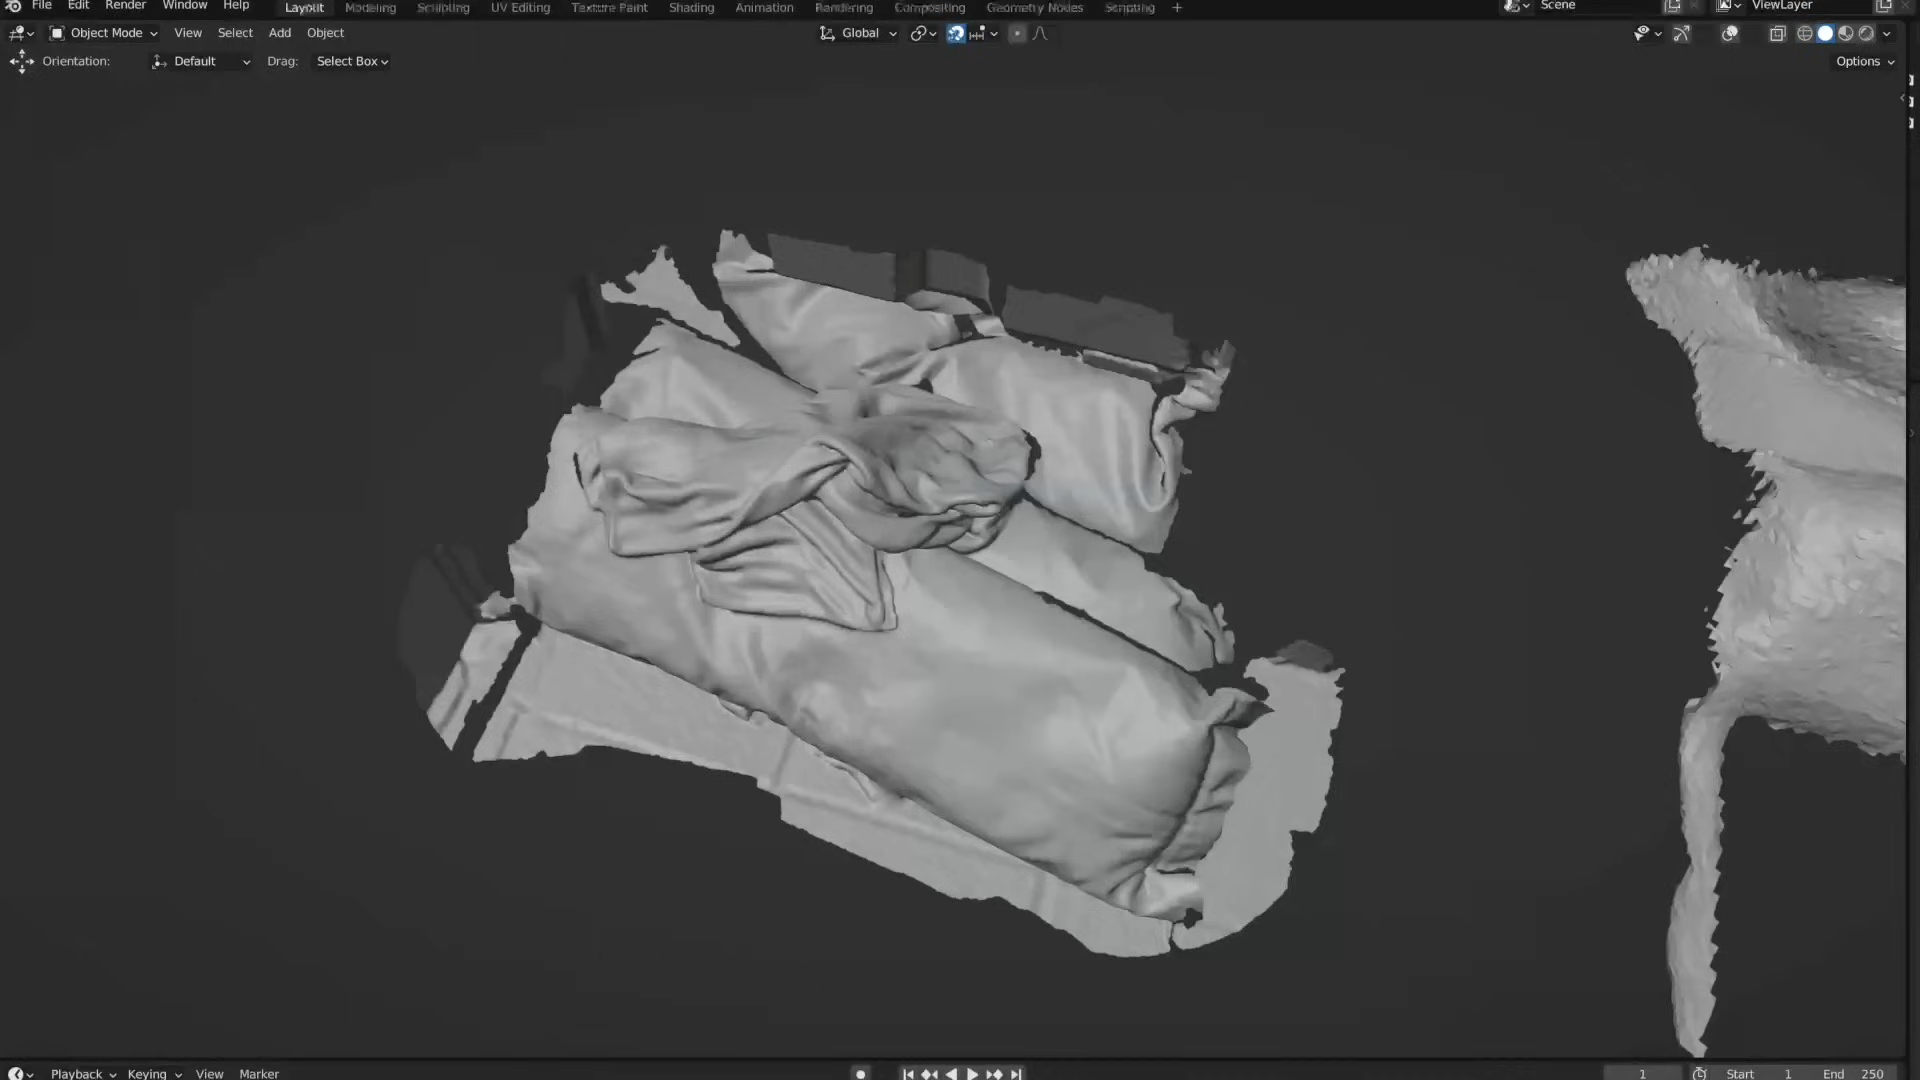 File Edit Render Window Help Layout Modeling Sculpting UV Editing Texture Paint Shading Animation Rendering Compositing Geometry Nodes Scripting + Scene ViewLayer
Object Mode View Select Add Object Global
Orientation: Default Drag: Select Box Options
Playback Keying View Marker 1 Start 1 End 250